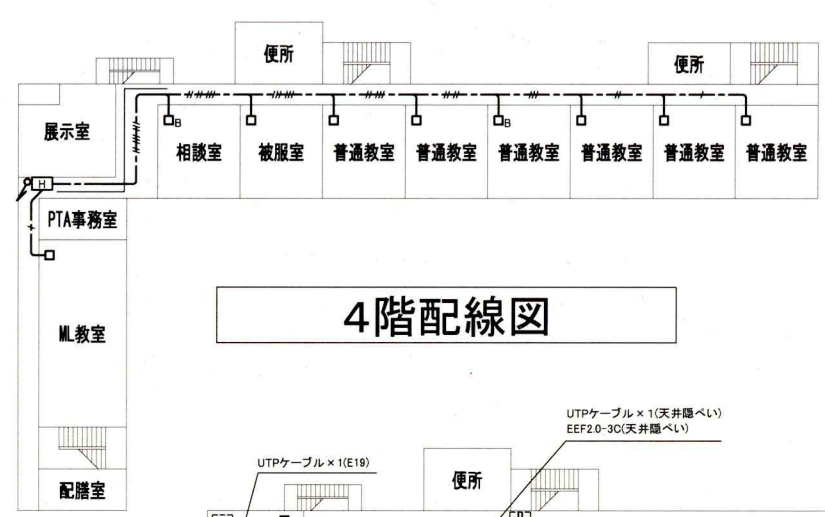 便所
便所
展示室
B
B
相談室
被服室
普通教室
普通教室
普通教室
普通教室
普通教室
普通教室
H
PTA事務室
4階配線図
ML教室
UTPケーブル×1(天井隠ぺい)
EEF2.0-3C(天井隠ぺい)
UTPケーブル×1(E19)
便所
配膳室